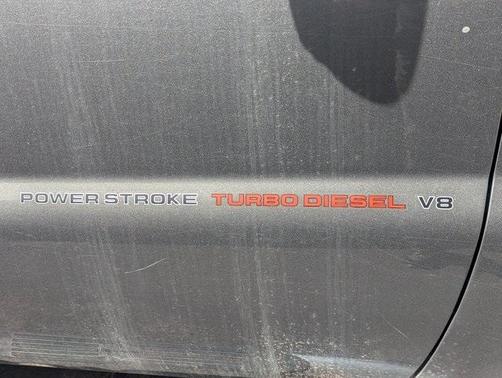 POWER STROKE TURBO DIESEL V8